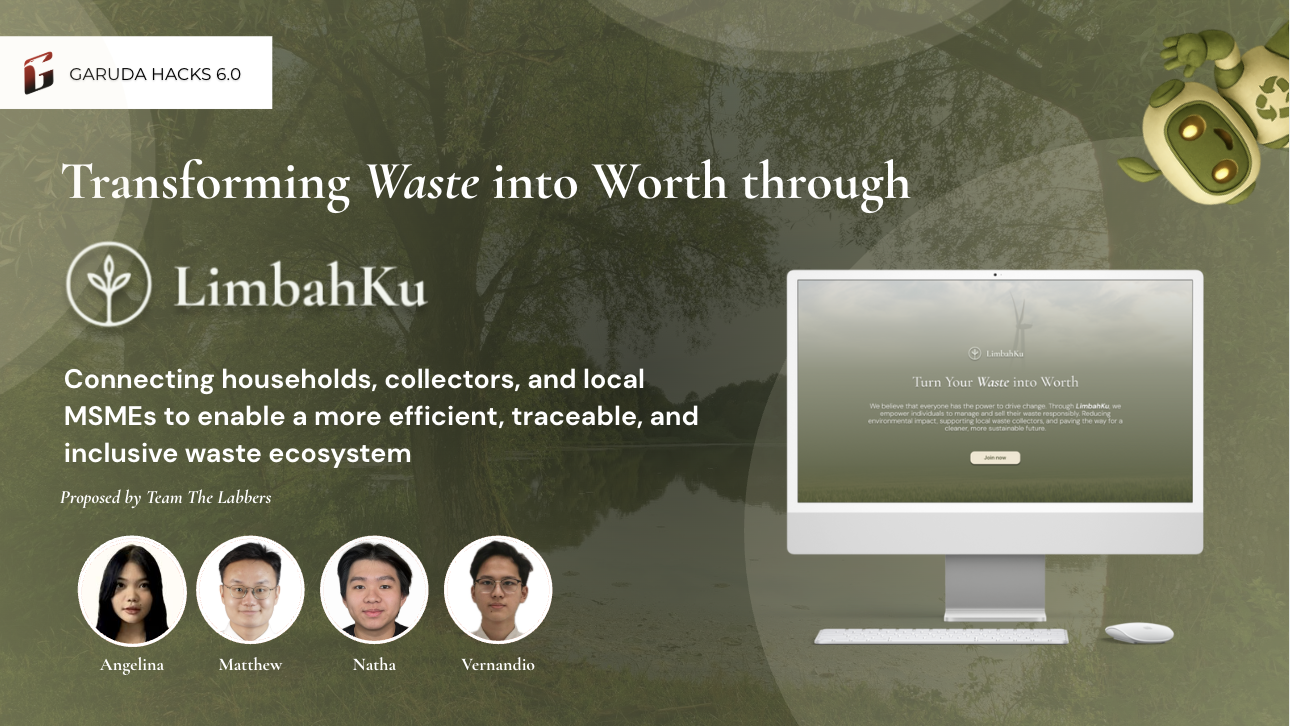 GARUDA HACKS 6.0
Transforming Waste into Worth through
LimbahKu
Connecting households, collectors, and local
MSMEs to enable a more efficient, traceable, and
inclusive waste ecosystem
Proposed by Team The Labbers
Angelina
Matthew
Natha
Vernandio
LimbahKu
Turn Your Waste into Worth
We believe that everyone has the power to drive change. Through LimbahKu, we
empower individuals to manage and sell their waste responsibly. Reducing
environmental impact, supporting local waste collectors, and paving the way for a
cleaner, more sustainable future.
Join now